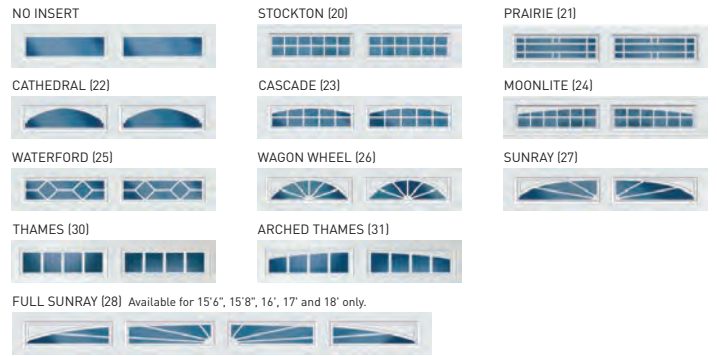 NO INSERT
STOCKTON (20)
PRAIRIE (21)
CATHEDRAL (22)
CASCADE (23)
MOONLITE (24)
WATERFORD (25)
WAGON WHEEL (26)
SUNRAY (27)
THAMES (30)
ARCHED THAMES (31)
FULL SUNRAY (28) Available for 15'6", 15'8", 16', 17' and 18' only.